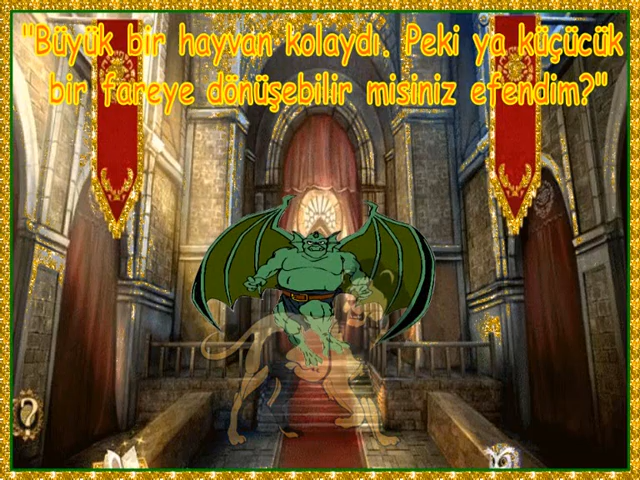 "Büyük bir hayvan kolaydı. Peki ya küçücük
bir fareye dönüşebilir misiniz efendim?"